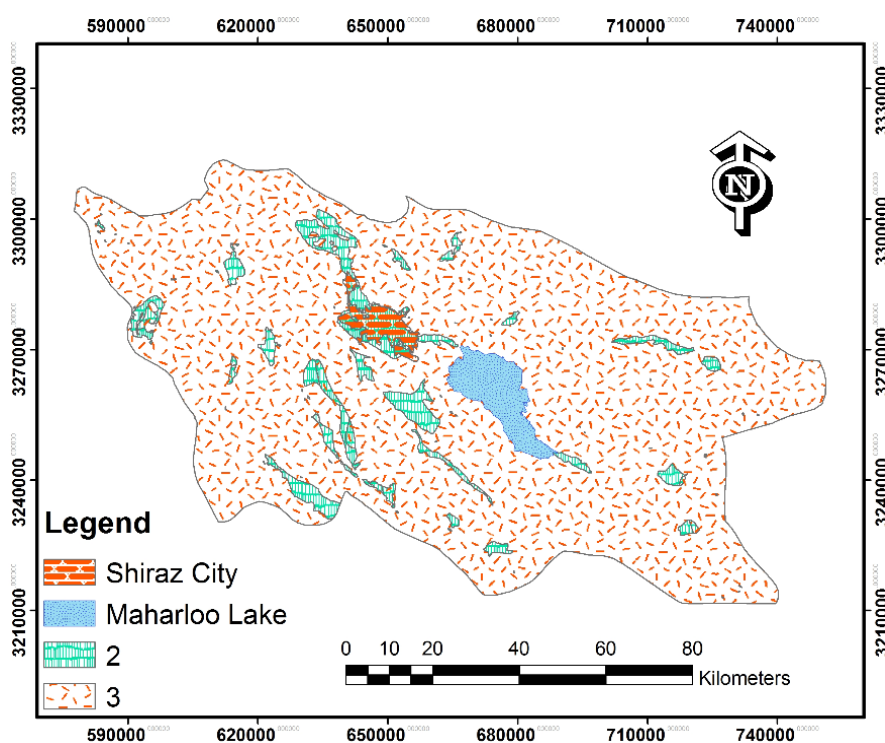 590000 620000 650000 680000 710000 740000
3330000 3330000
3300000 3300000
N
3270000 3270000
3240000 3240000
3210000 3210000
Legend
Shiraz City
Maharloo Lake
2
3
0 10 20 40 60 80
Kilometers
590000 620000 650000 680000 710000 740000